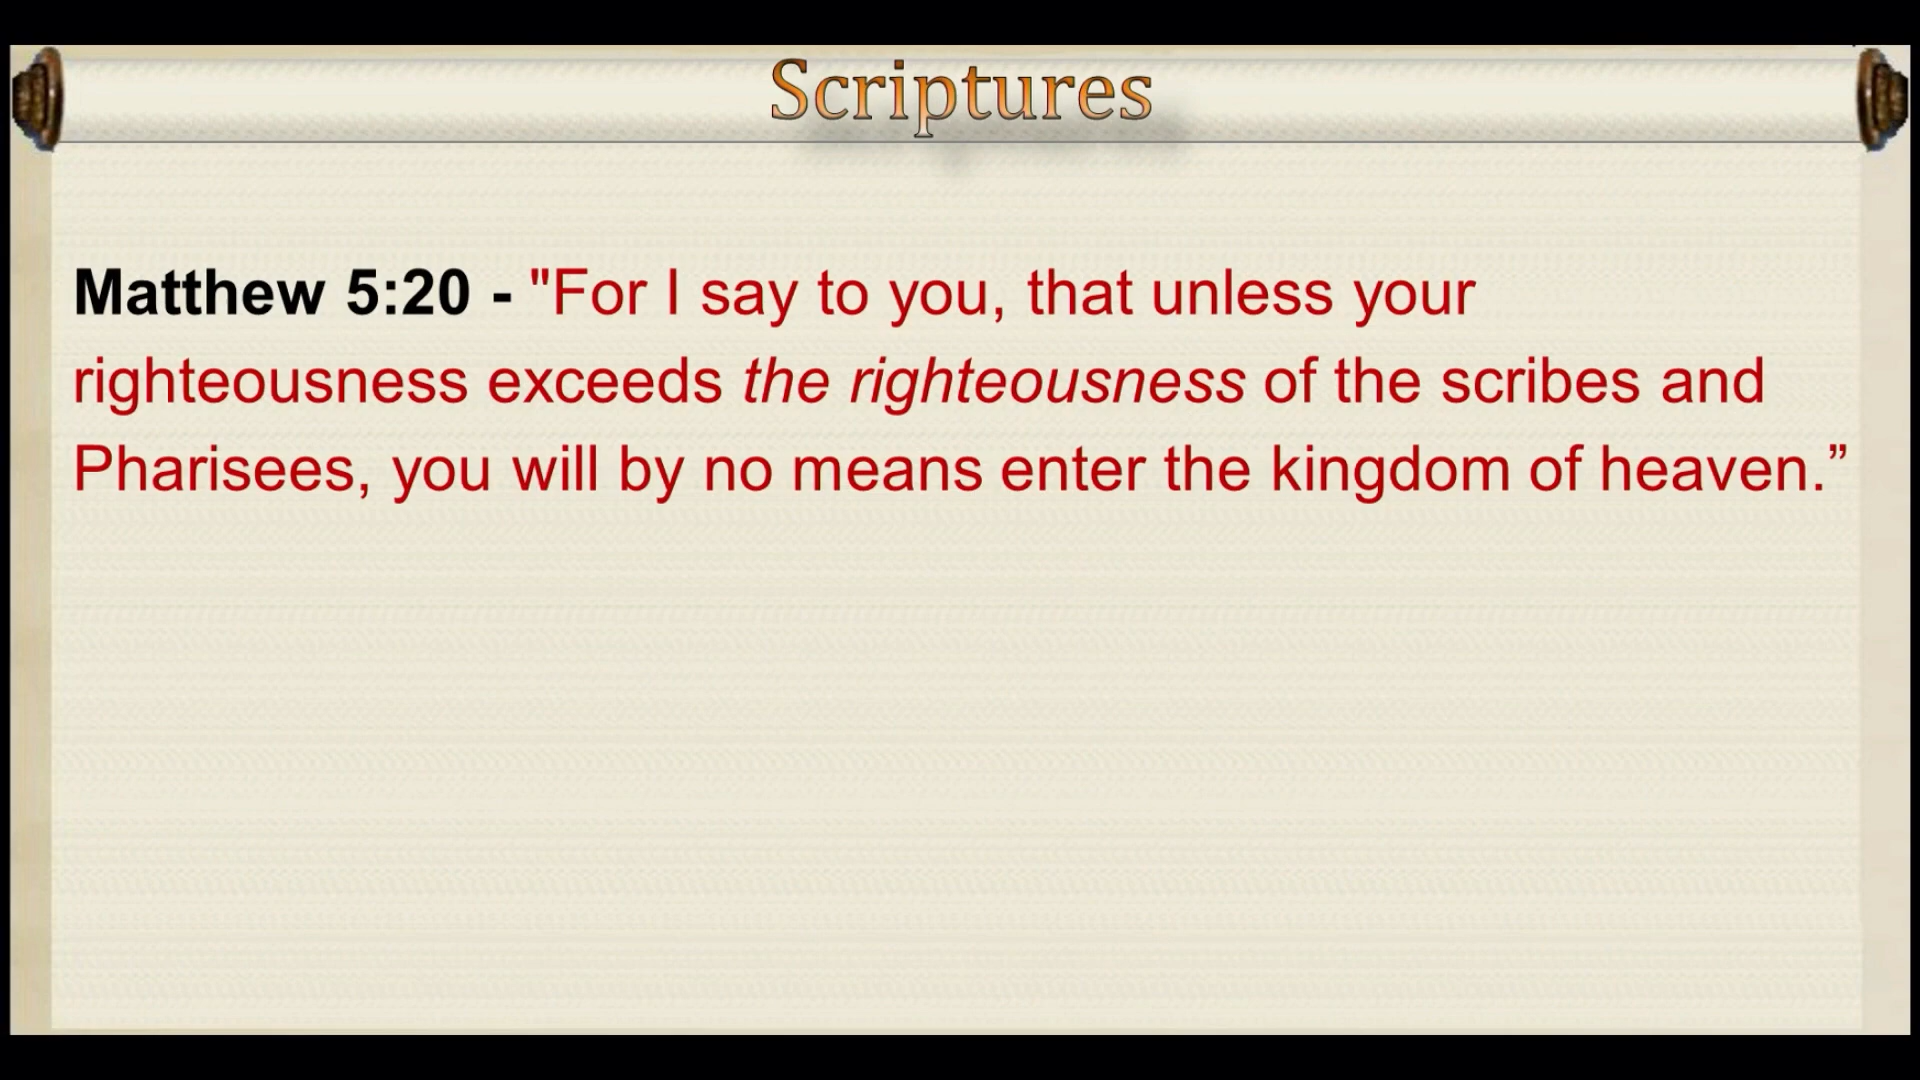 Scriptures
Matthew 5:20 - "For I say to you, that unless your
righteousness exceeds the righteousness of the scribes and
Pharisees, you will by no means enter the kingdom of heaven.”